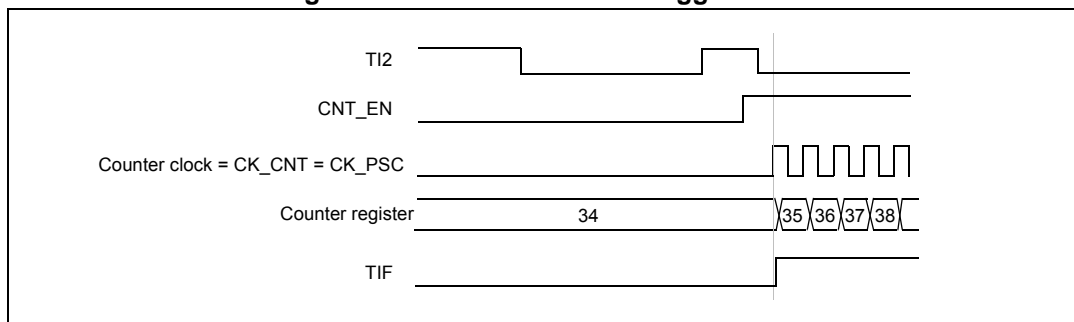 TI2
CNT_EN
Counter clock = CK_CNT = CK_PSC
Counter register 34 35 36 37 38
TIF